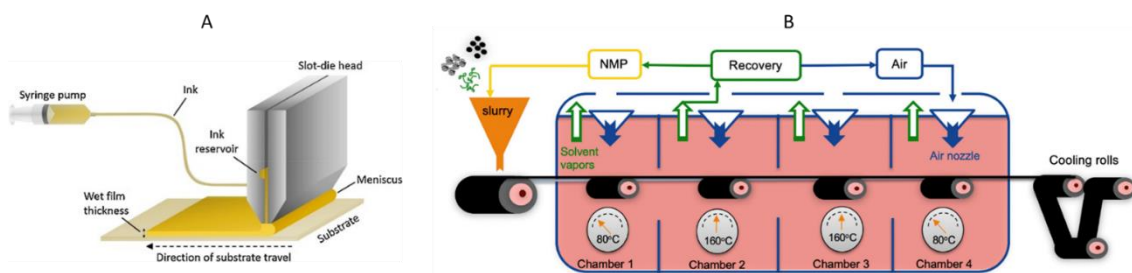 A
Slot-die head
Syringe pump
Ink
Ink
reservoir
Meniscus
Wet film
thickness
Substrate
Direction of substrate travel
B
NMP
Recovery
Air
slurry
Solvent
vapors
Air nozzle
Cooling rolls
80°C
160°C
160°C
80°C
Chamber 1
Chamber 2
Chamber 3
Chamber 4